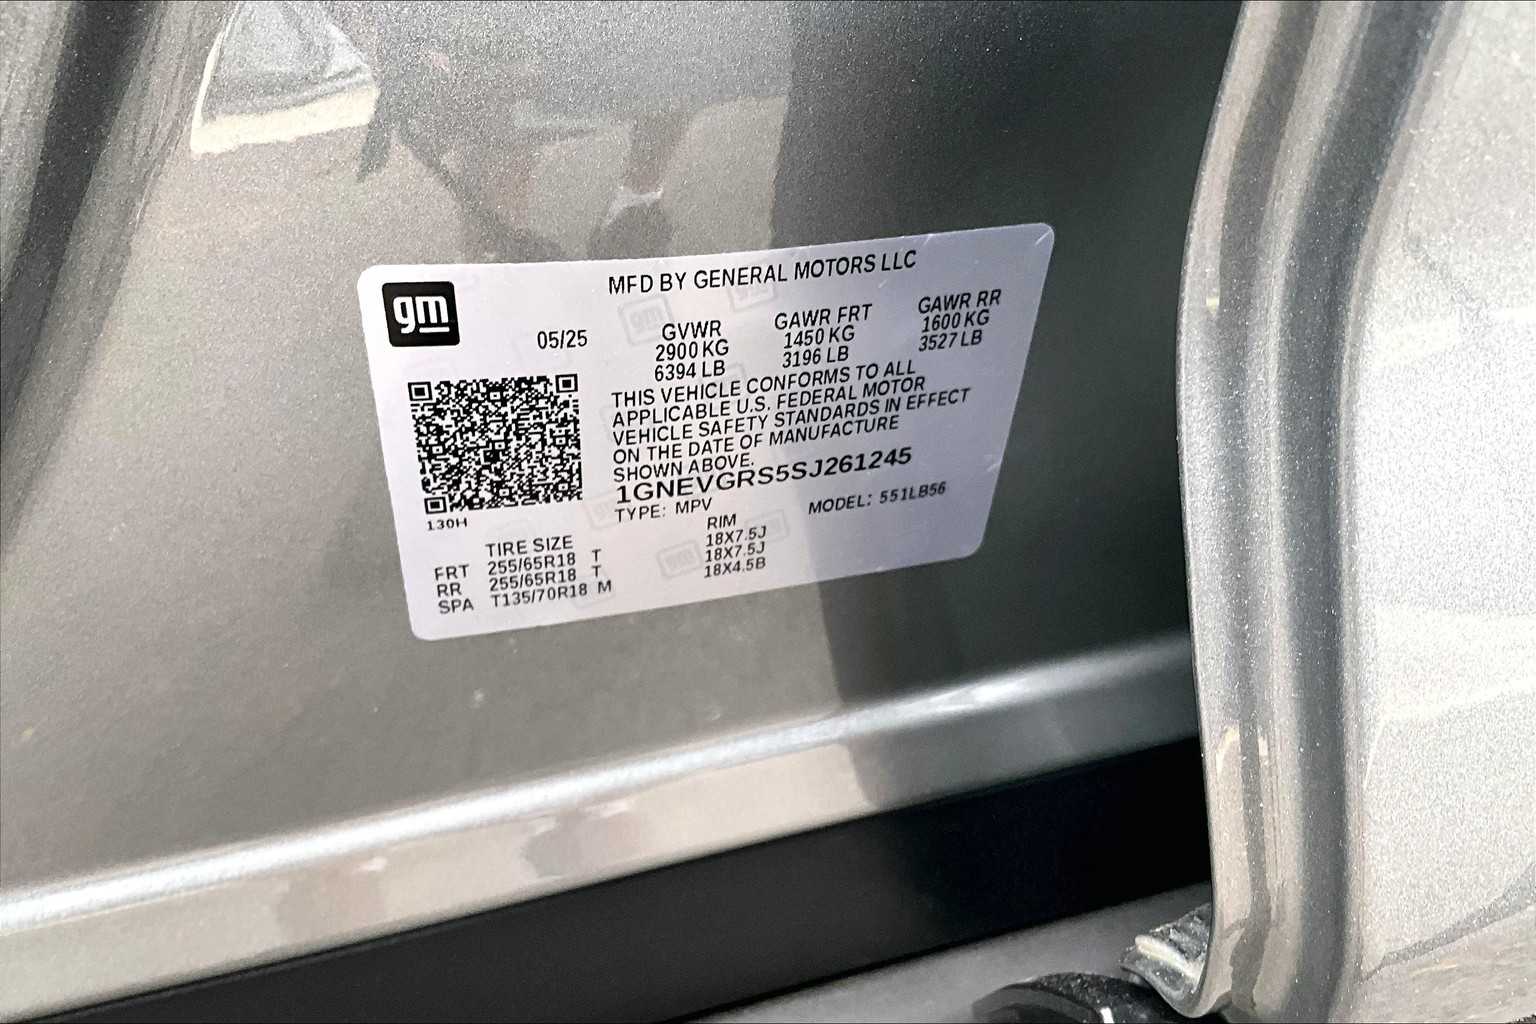 gm
MFD BY GENERAL MOTORS LLC
05/25
GVWR
2900 KG
6394 LB
GAWR FRT
1450 KG
3196 LB
GAWR RR
1600 KG
3527 LB
THIS VEHICLE CONFORMS TO ALL
APPLICABLE U.S. FEDERAL MOTOR
VEHICLE SAFETY STANDARDS IN EFFECT
ON THE DATE OF MANUFACTURE
SHOWN ABOVE.
1GNEVGRS5SJ261245
TYPE: MPV MODEL: 551LB56
130H
TIRE SIZE RIM
FRT 255/65R18 T 18X7.5J
RR 255/65R18 T 18X7.5J
SPA T135/70R18 M 18X4.5B